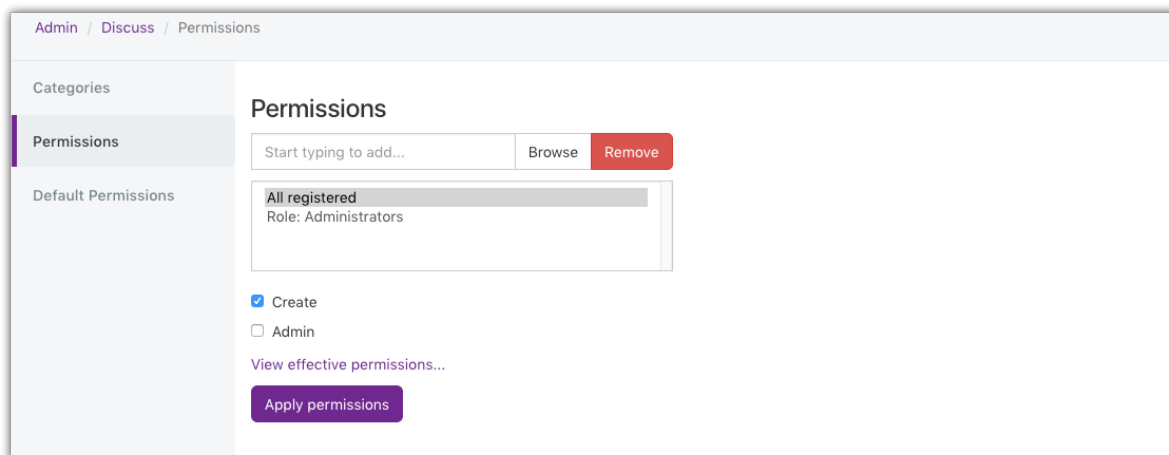 Admin / Discuss / Permissions
Categories
Permissions
Default Permissions
Permissions
Start typing to add...
Browse
Remove
All registered
Role: Administrators
Create
Admin
View effective permissions...
Apply permissions